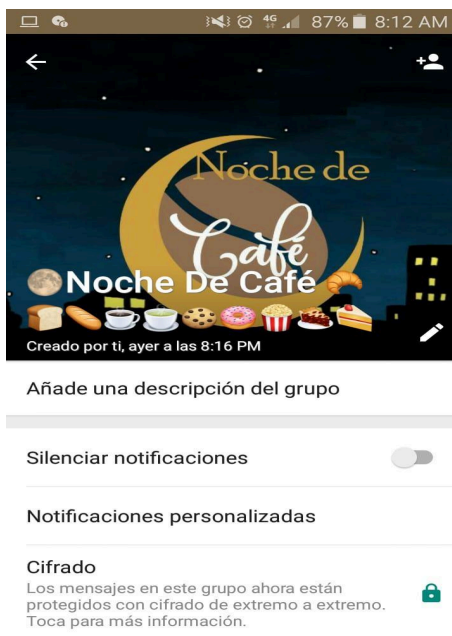 4G 87% 8:12 AM
Noche de
Café
🌕Noche De Café🥐
🍞🥖🍵☕🍪🍩🍿🥧🍰
Creado por ti, ayer a las 8:16 PM
Añade una descripción del grupo
Silenciar notificaciones
Notificaciones personalizadas
Cifrado
Los mensajes en este grupo ahora están
protegidos con cifrado de extremo a extremo.
Toca para más información.